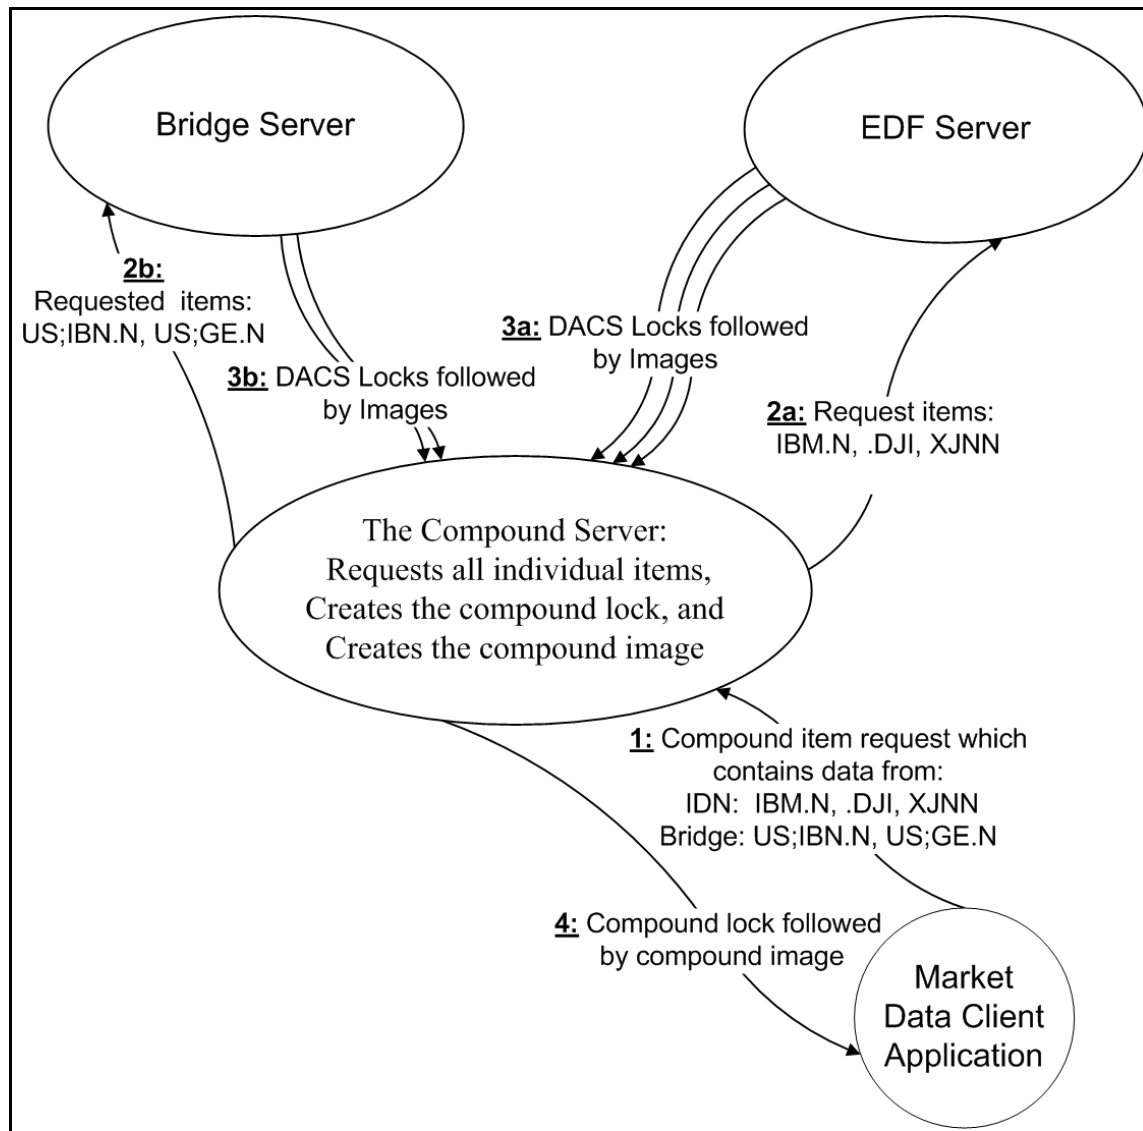 Bridge Server
EDF Server
2b:
Requested items:
US;IBN.N, US;GE.N
3b: DACS Locks followed
by Images
3a: DACS Locks followed
by Images
2a: Request items:
IBM.N, .DJI, XJNN
The Compound Server:
Requests all individual items,
Creates the compound lock, and
Creates the compound image
1: Compound item request which
contains data from:
IDN: IBM.N, .DJI, XJNN
Bridge: US;IBN.N, US;GE.N
4: Compound lock followed
by compound image
Market
Data Client
Application